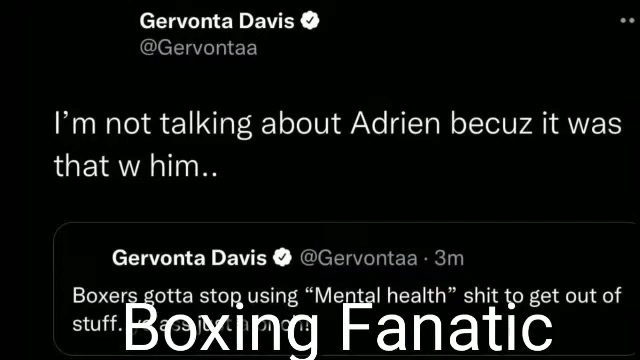 Gervonta Davis
@Gervontaa
I'm not talking about Adrien becuz it was
that w him..
Gervonta Davis @Gervontaa · 3m
Boxers gotta stop using “Mental health” shit to get out of
stuff.
Boxing Fanatic